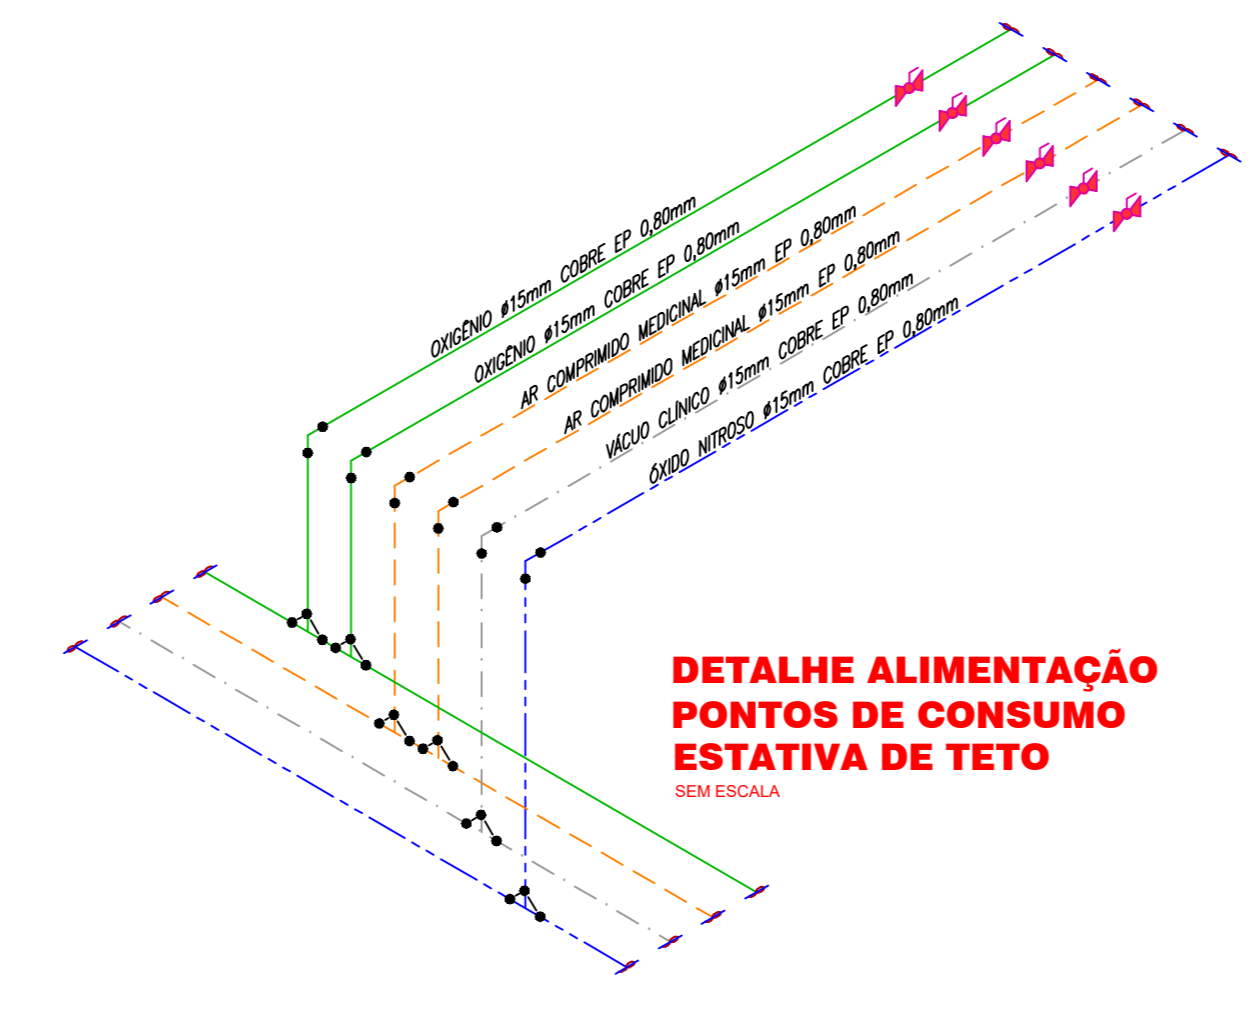 OXIGÊNIO ø15mm COBRE EP 0,80mm
OXIGÊNIO ø15mm COBRE EP 0,80mm
AR COMPRIMIDO MEDICINAL ø15mm EP 0,80mm
AR COMPRIMIDO MEDICINAL ø15mm EP 0,80mm
VÁCUO CLÍNICO ø15mm COBRE EP 0,80mm
ÓXIDO NITROSO ø15mm COBRE EP 0,80mm
DETALHE ALIMENTAÇÃO
PONTOS DE CONSUMO
ESTATIVA DE TETO
SEM ESCALA